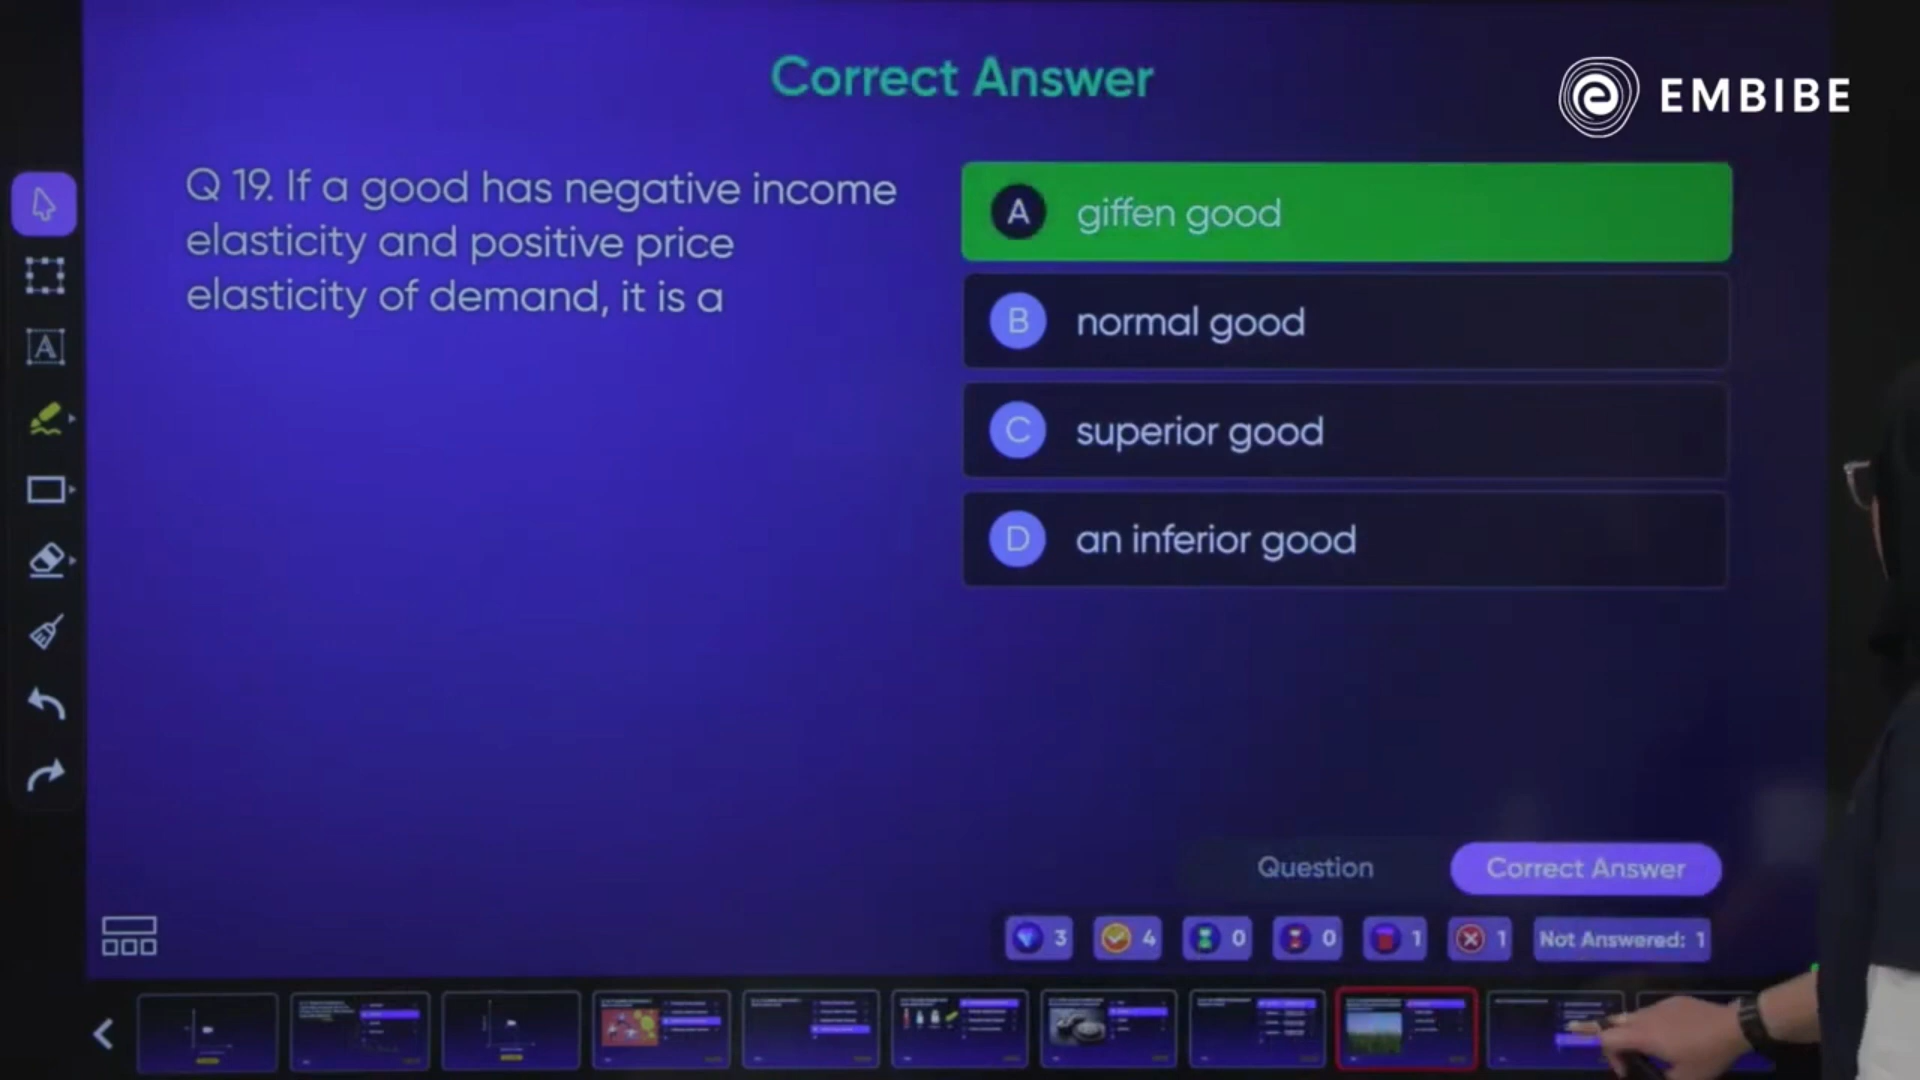 Correct Answer
EMBIBE
Q 19. If a good has negative income
elasticity and positive price
elasticity of demand, it is a
A giffen good
B normal good
C superior good
D an inferior good
Question
Correct Answer
3
4
0
0
1
1
Not Answered: 1